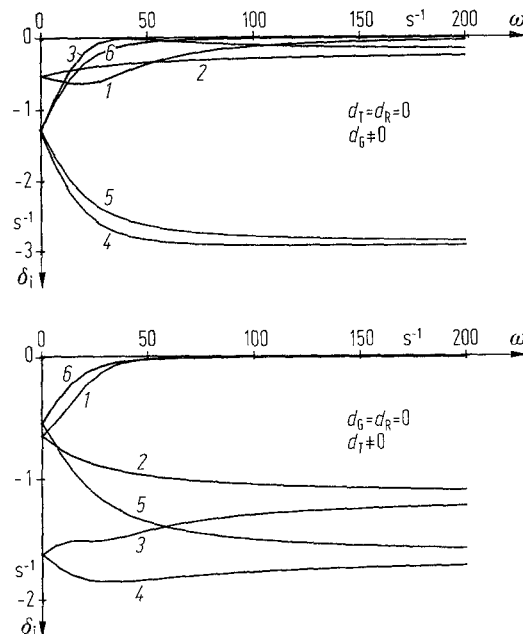 0 50 100 s⁻¹ 150 200 ω
0
3 6
1 2
-1
d_T=d_R=0
d_G≠0
-2
5
s⁻¹
4
-3
δ_i
0 50 100 150 s⁻¹ 200 ω
0
6
1
d_G=d_R=0
d_T≠0
2
-1
5
3
s⁻¹
4
-2
δ_i